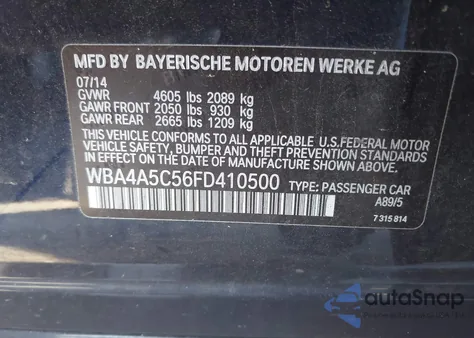 MFD BY BAYERISCHE MOTOREN WERKE AG
07/14
GVWR 4605 lbs 2089 kg
GAWR FRONT 2050 lbs 930 kg
GAWR REAR 2665 lbs 1209 kg
THIS VEHICLE CONFORMS TO ALL APPLICABLE U.S.FEDERAL MOTOR
VEHICLE SAFETY, BUMPER AND THEFT PREVENTION STANDARDS
IN EFFECT ON THE DATE OF MANUFACTURE SHOWN ABOVE.
WBA4A5C56FD410500 TYPE: PASSENGER CAR
A89/5
7 315 814
autoSnap